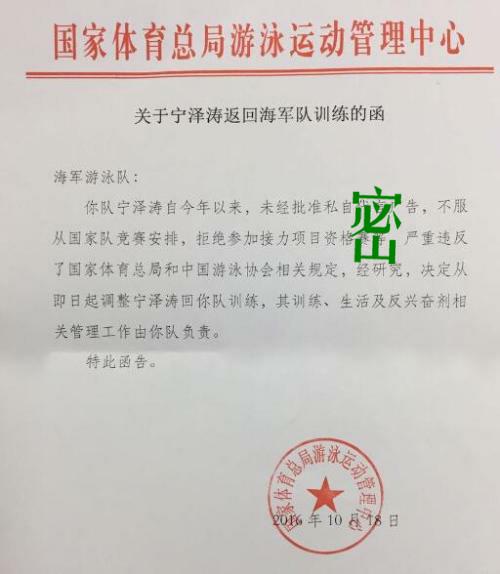 国家体育总局游泳运动管理中心
关于宁泽涛返回海军队训练的函
海军游泳队：
你队宁泽涛自今年以来，未经批准私自告，不服
从国家队竞赛安排，拒绝参加接力项目资格，严重违反
了国家体育总局和中国游泳协会相关规定，经研究，决定从
即日起调整宁泽涛回你队训练，其训练、生活及反兴奋剂相
关管理工作由你队负责。
特此函告。
国家体育总局游泳运动管理中心
2016年10月18日
密